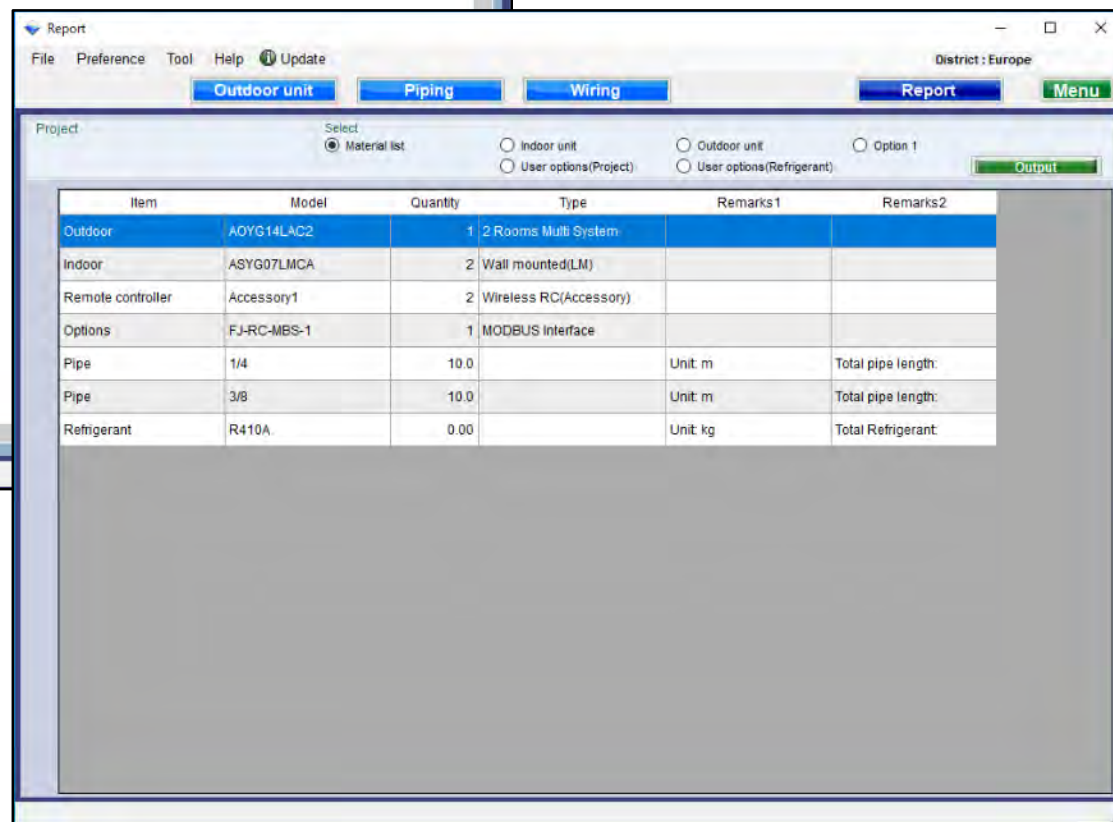 Report
File Preference Tool Help Update District : Europe
Outdoor unit Piping Wiring Report Menu
Project Select
Material list Indoor unit Outdoor unit Option 1
User options(Project) User options(Refrigerant) Output
Item Model Quantity Type Remarks1 Remarks2
Outdoor AOYG14LAC2 1 2 Rooms Multi System
Indoor ASYG07LMCA 2 Wall mounted(LM)
Remote controller Accessory1 2 Wireless RC(Accessory)
Options FJ-RC-MBS-1 1 MODBUS Interface
Pipe 1/4 10.0 Unit: m Total pipe length:
Pipe 3/8 10.0 Unit: m Total pipe length:
Refrigerant R410A 0.00 Unit: kg Total Refrigerant: